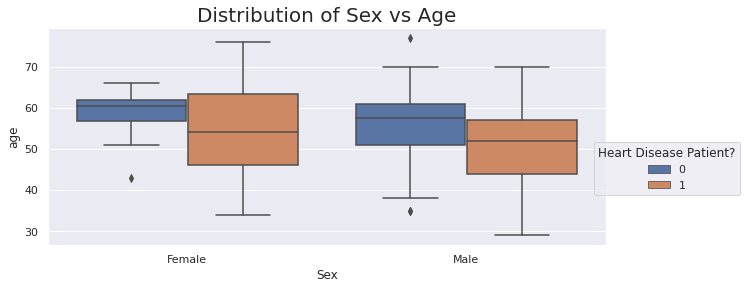 Distribution of Sex vs Age
70
60
50
40
30
age
Female
Male
Sex
Heart Disease Patient?
0
1